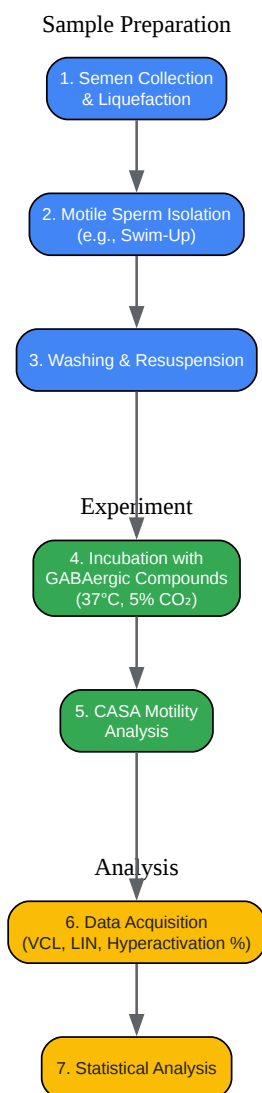 Sample Preparation
1. Semen Collection
& Liquefaction
2. Motile Sperm Isolation
(e.g., Swim-Up)
3. Washing & Resuspension
Experiment
4. Incubation with
GABAergic Compounds
(37°C, 5% CO₂)
5. CASA Motility
Analysis
Analysis
6. Data Acquisition
(VCL, LIN, Hyperactivation %)
7. Statistical Analysis